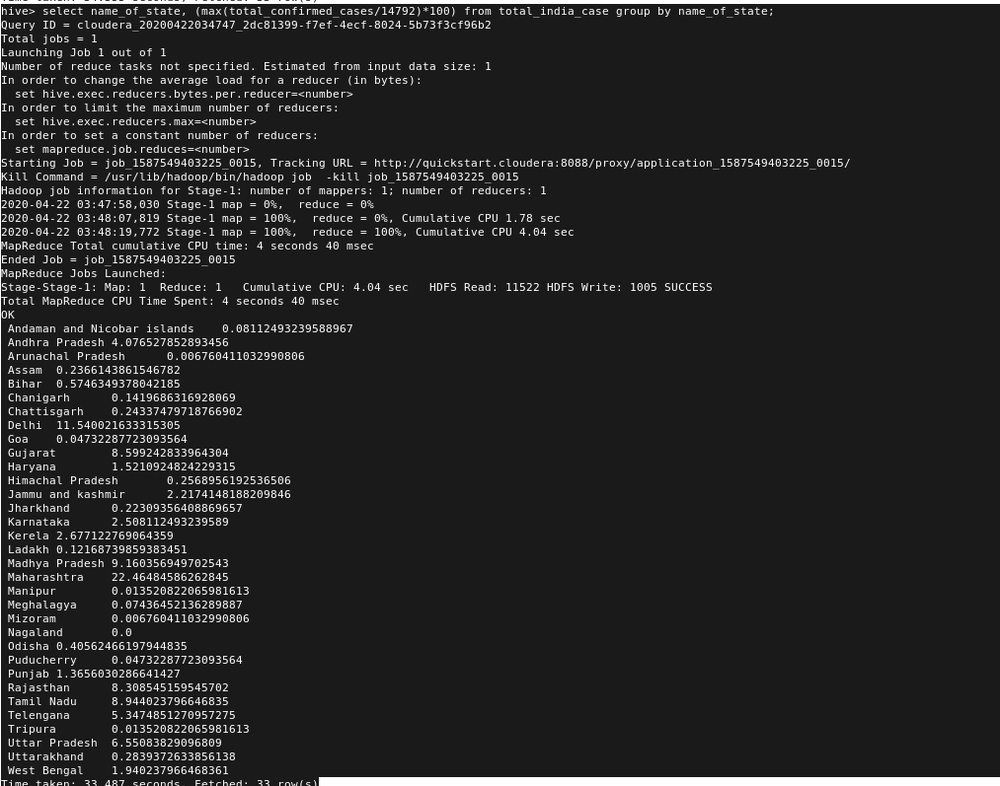 hive> select name_of_state, (max(total_confirmed_cases/14792)*100) from total_india_case group by name_of_state;
Query ID = cloudera_20200422034747_2dc81399-f7ef-4ecf-8024-5b73f3cf96b2
Total jobs = 1
Launching Job 1 out of 1
Number of reduce tasks not specified. Estimated from input data size: 1
In order to change the average load for a reducer (in bytes):
  set hive.exec.reducers.bytes.per.reducer=<number>
In order to limit the maximum number of reducers:
  set hive.exec.reducers.max=<number>
In order to set a constant number of reducers:
  set mapreduce.job.reduces=<number>
Starting Job = job_1587549403225_0015, Tracking URL = http://quickstart.cloudera:8088/proxy/application_1587549403225_0015/
Kill Command = /usr/lib/hadoop/bin/hadoop job  -kill job_1587549403225_0015
Hadoop job information for Stage-1: number of mappers: 1; number of reducers: 1
2020-04-22 03:47:58,030 Stage-1 map = 0%,  reduce = 0%
2020-04-22 03:48:07,819 Stage-1 map = 100%,  reduce = 0%, Cumulative CPU 1.78 sec
2020-04-22 03:48:19,772 Stage-1 map = 100%,  reduce = 100%, Cumulative CPU 4.04 sec
MapReduce Total cumulative CPU time: 4 seconds 40 msec
Ended Job = job_1587549403225_0015
MapReduce Jobs Launched:
Stage-Stage-1: Map: 1  Reduce: 1   Cumulative CPU: 4.04 sec   HDFS Read: 11522 HDFS Write: 1005 SUCCESS
Total MapReduce CPU Time Spent: 4 seconds 40 msec
OK
Andaman and Nicobar islands    0.08112493239588967
Andhra Pradesh 4.076527852893456
Arunachal Pradesh      0.006760411032990806
Assam  0.2366143861546782
Bihar  0.5746349378042185
Chanigarh      0.1419686316928069
Chattisgarh    0.24337479718766902
Delhi  11.540021633315305
Goa    0.04732287723093564
Gujarat        8.599242833964304
Haryana        1.5210924824229315
Himachal Pradesh       0.2568956192536506
Jammu and kashmir      2.2174148188209846
Jharkhand      0.22309356408869657
Karnataka      2.508112493239589
Kerela 2.677122769064359
Ladakh 0.12168739859383451
Madhya Pradesh 9.160356949702543
Maharashtra    22.46484586262845
Manipur        0.013520822065981613
Meghalagya     0.07436452136289887
Mizoram        0.006760411032990806
Nagaland       0.0
Odisha 0.40562466197944835
Puducherry     0.04732287723093564
Punjab 1.3656030286641427
Rajasthan      8.308545159545702
Tamil Nadu     8.944023796646835
Telengana      5.3474851270957275
Tripura        0.013520822065981613
Uttar Pradesh  6.55083829096809
Uttarakhand    0.2839372633856138
West Bengal    1.940237966468361
Time taken: 33.487 seconds, Fetched: 33 row(s)